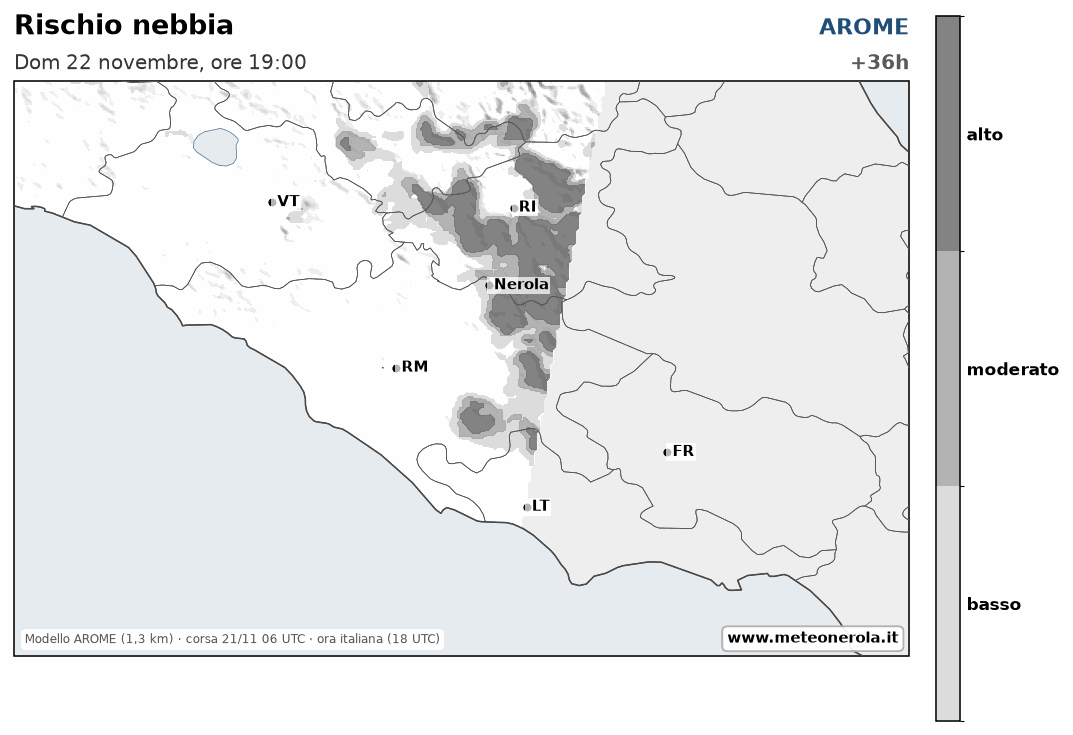 Rischio nebbia
AROME
Dom 22 novembre, ore 19:00
+36h
alto
VT
RI
Nerola
RM
moderato
FR
LT
basso
Modello AROME (1,3 km) · corsa 21/11 06 UTC · ora italiana (18 UTC)
www.meteonerola.it